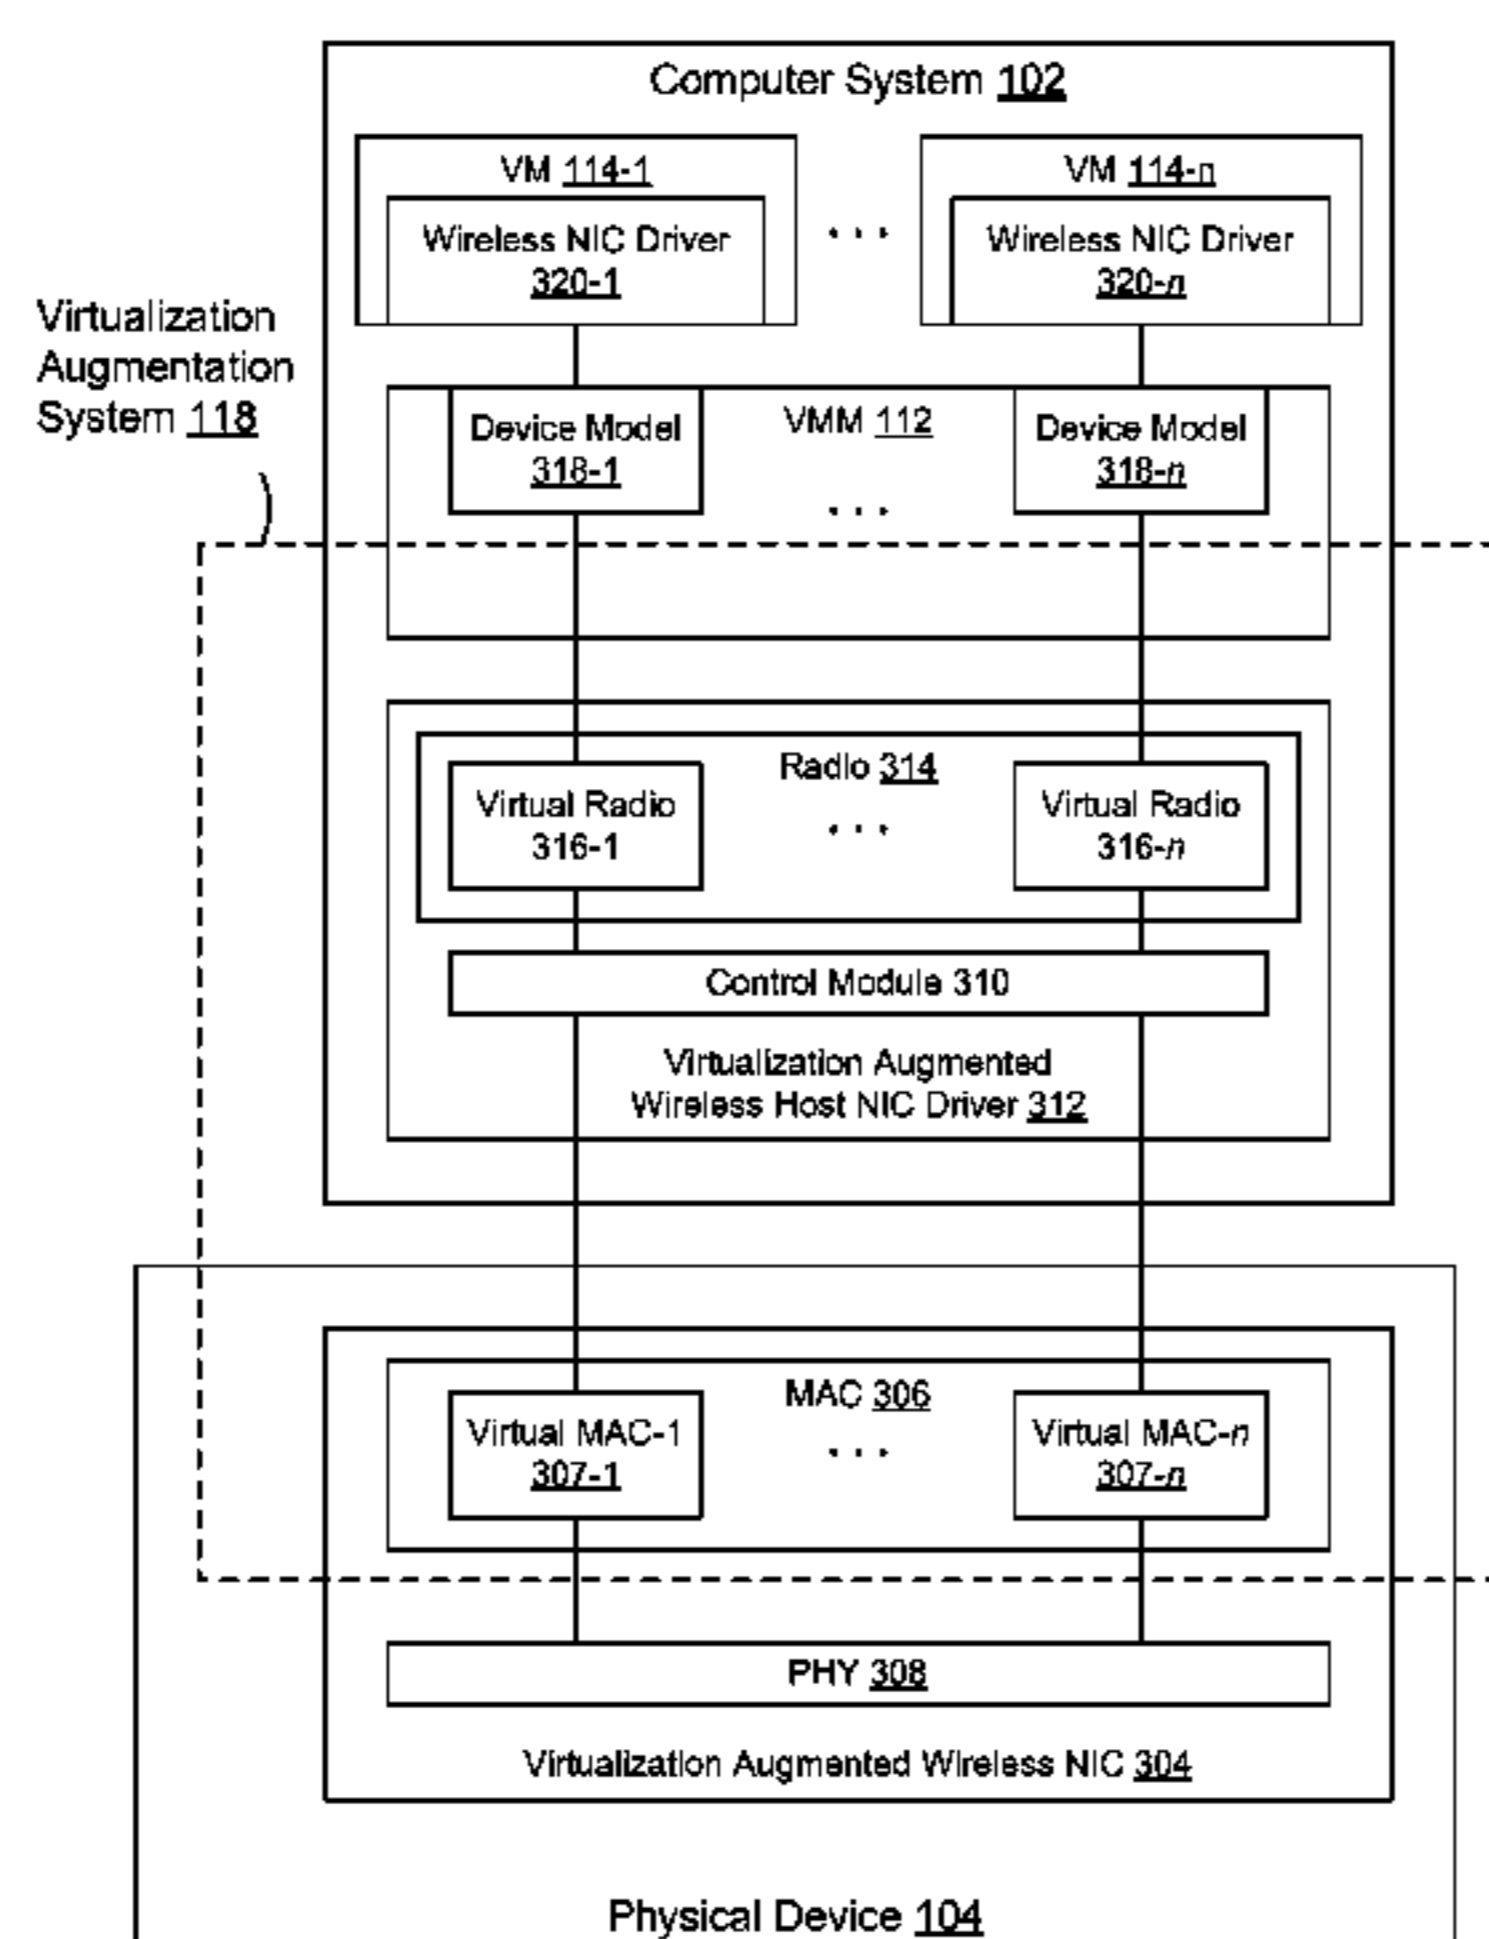 Computer System 102
VM 114-1
VM 114-n
Wireless NIC Driver
320-1
. . .
Wireless NIC Driver
320-n
Virtualization
Augmentation
System 118
Device Model
318-1
VMM 112
. . .
Device Model
318-n
Radio 314
Virtual Radio
316-1
. . .
Virtual Radio
316-n
Control Module 310
Virtualization Augmented
Wireless Host NIC Driver 312
MAC 306
Virtual MAC-1
307-1
. . .
Virtual MAC-n
307-n
PHY 308
Virtualization Augmented Wireless NIC 304
Physical Device 104